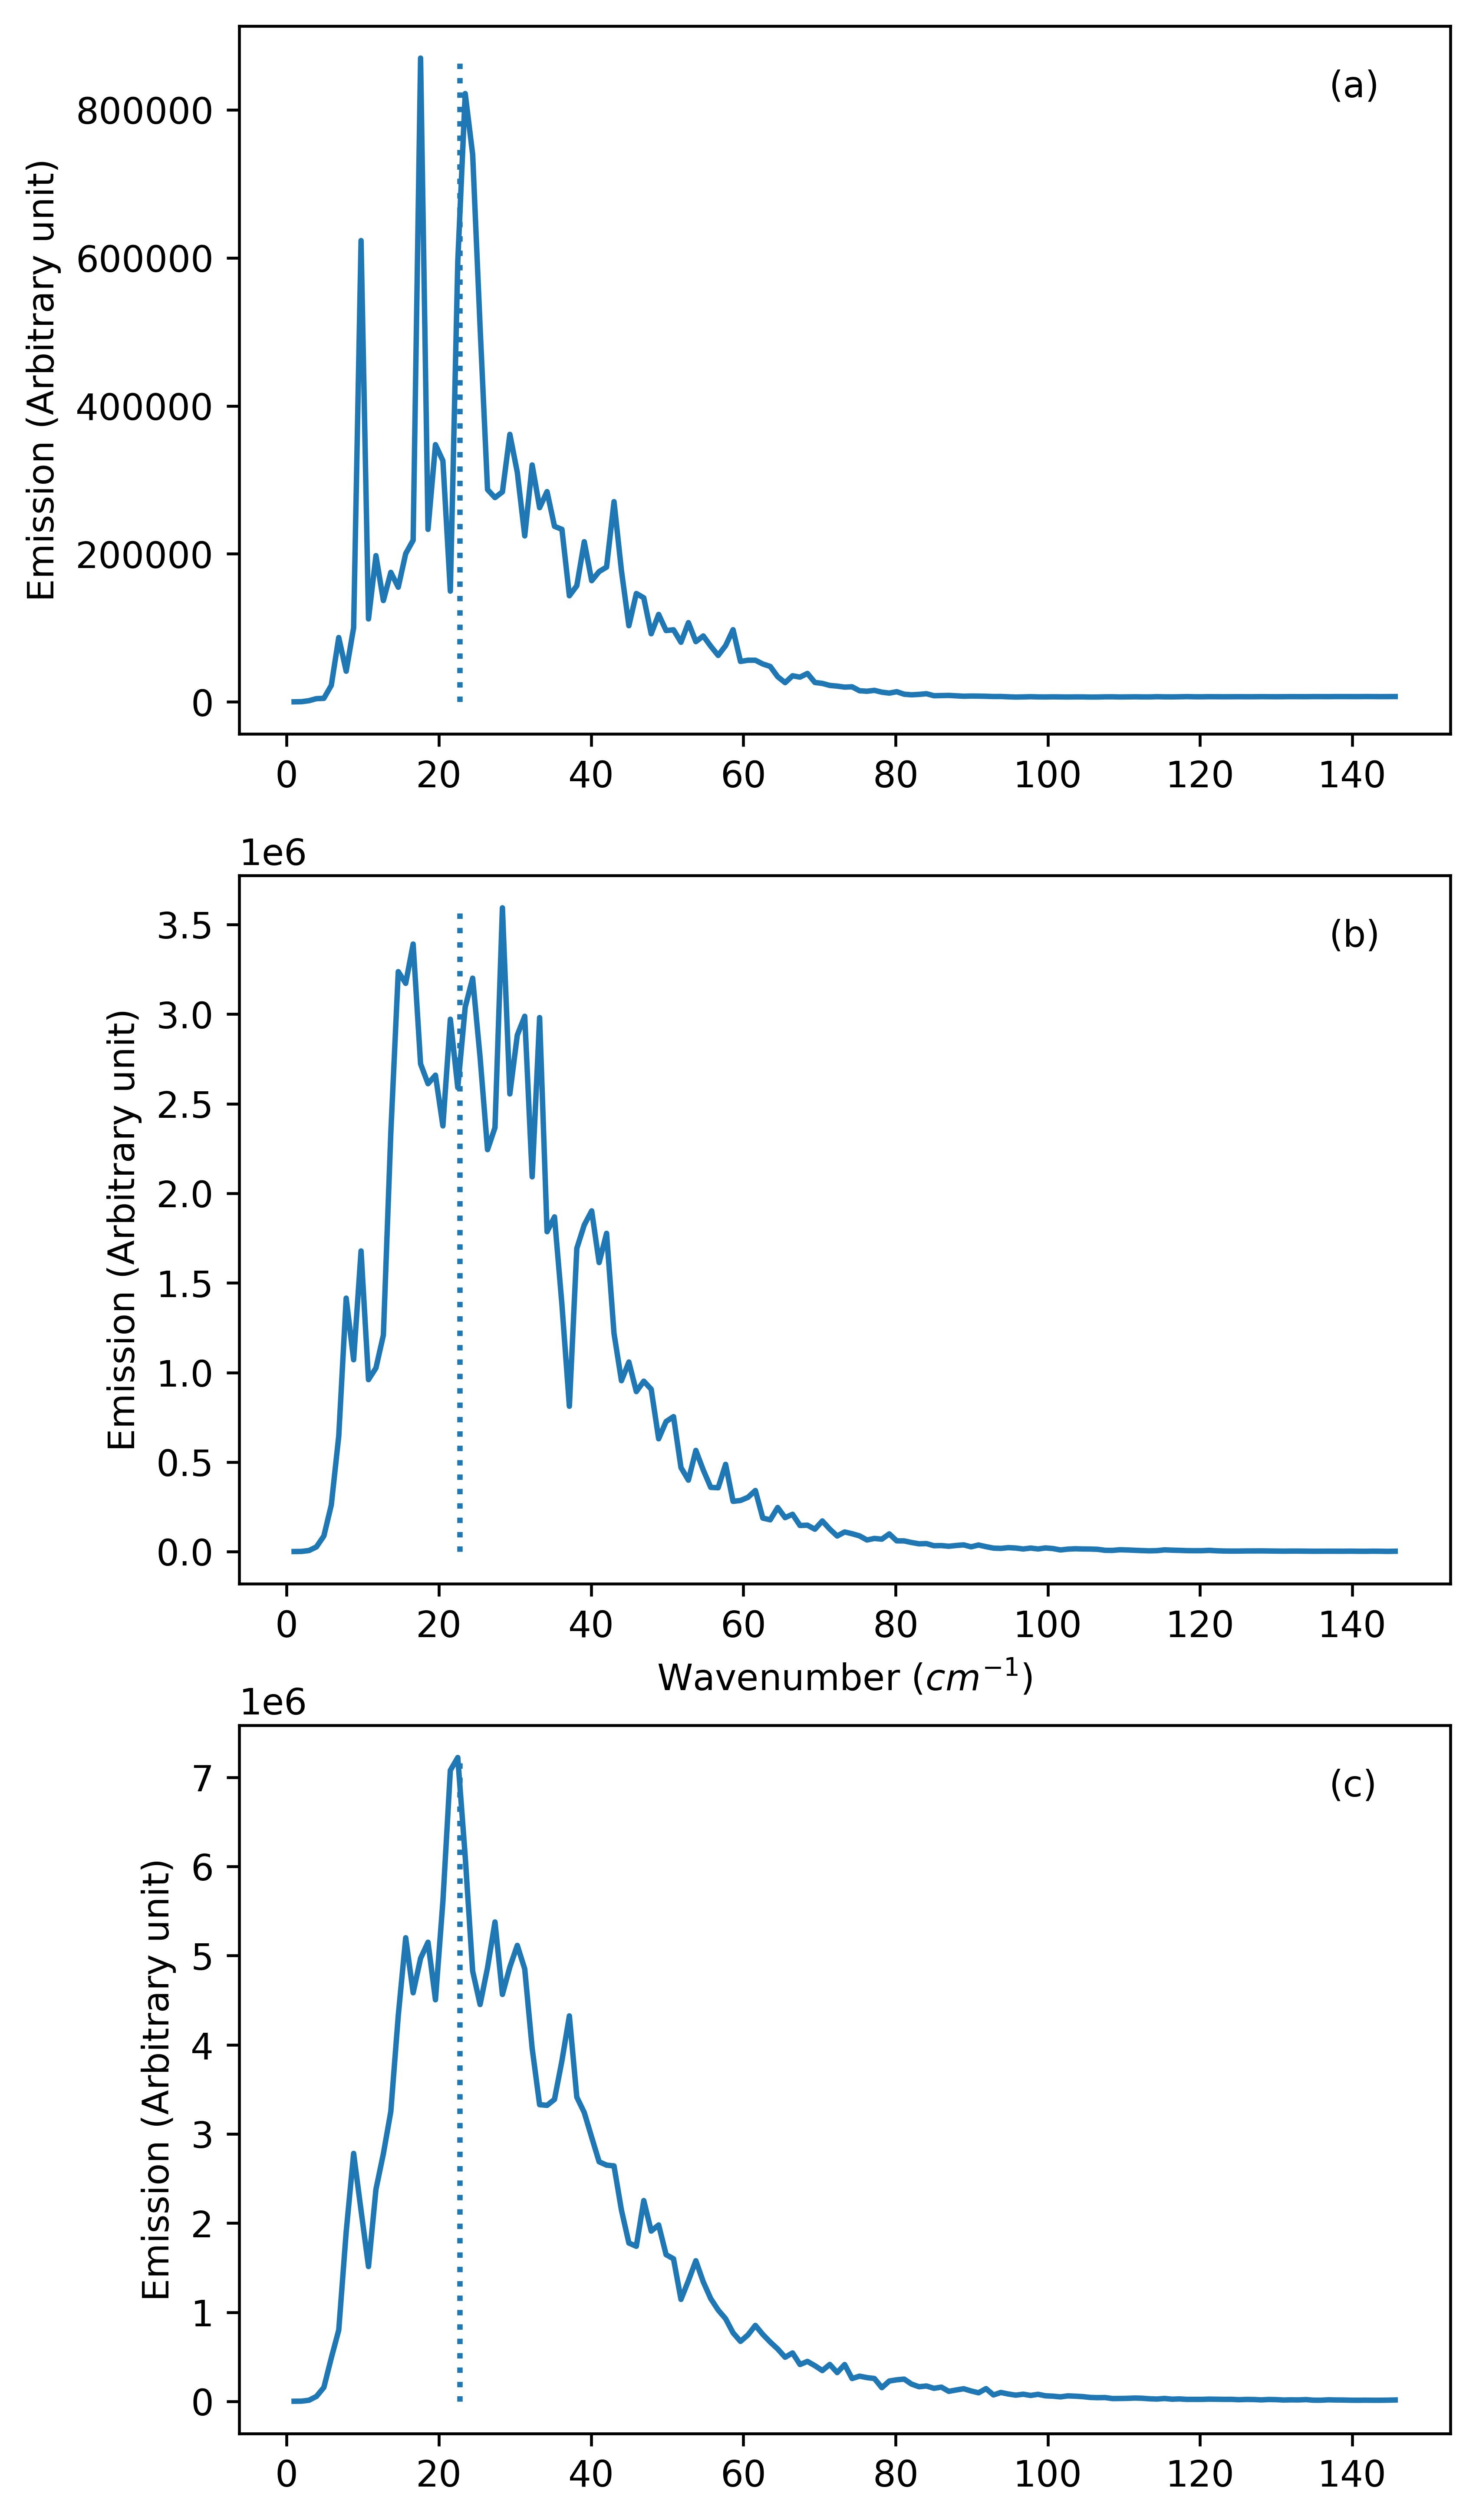 (a)
Emission (Arbitrary unit)
800000
600000
400000
200000
0
0 20 40 60 80 100 120 140
1e6
(b)
Emission (Arbitrary unit)
3.5
3.0
2.5
2.0
1.5
1.0
0.5
0.0
0 20 40 60 80 100 120 140
Wavenumber (cm⁻¹)
1e6
(c)
Emission (Arbitrary unit)
7
6
5
4
3
2
1
0
0 20 40 60 80 100 120 140